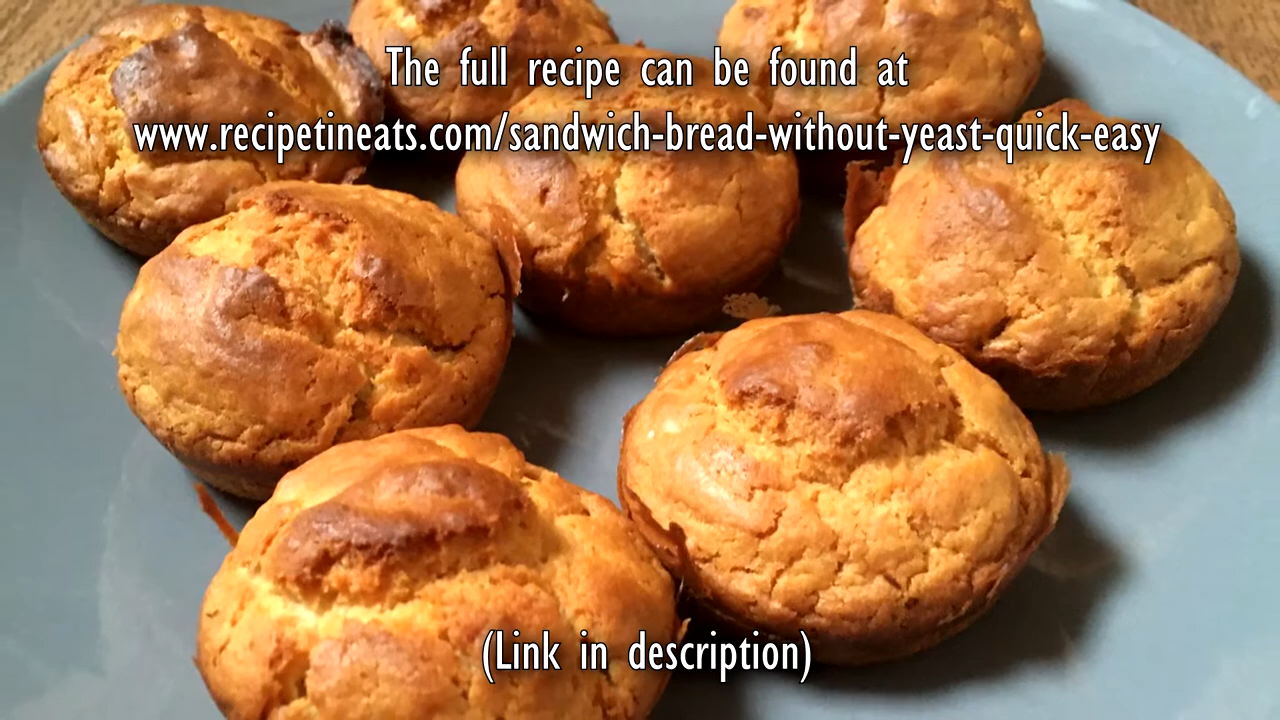 The full recipe can be found at
www.recipetineats.com/sandwich-bread-without-yeast-quick-easy
(Link in description)